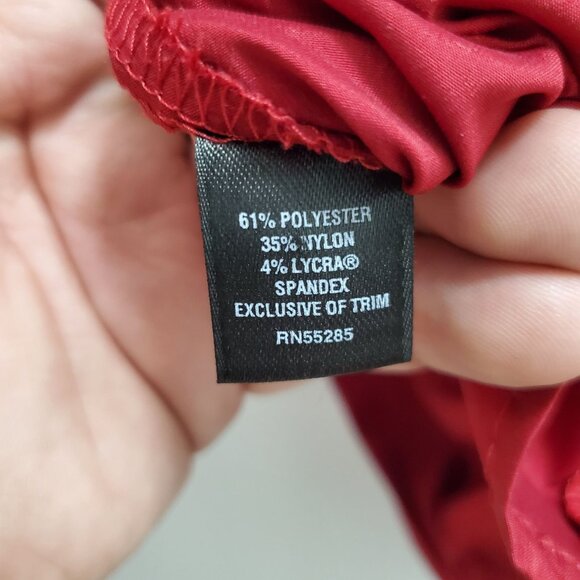 61% POLYESTER
35% NYLON
4% LYCRA®
SPANDEX
EXCLUSIVE OF TRIM
RN55285